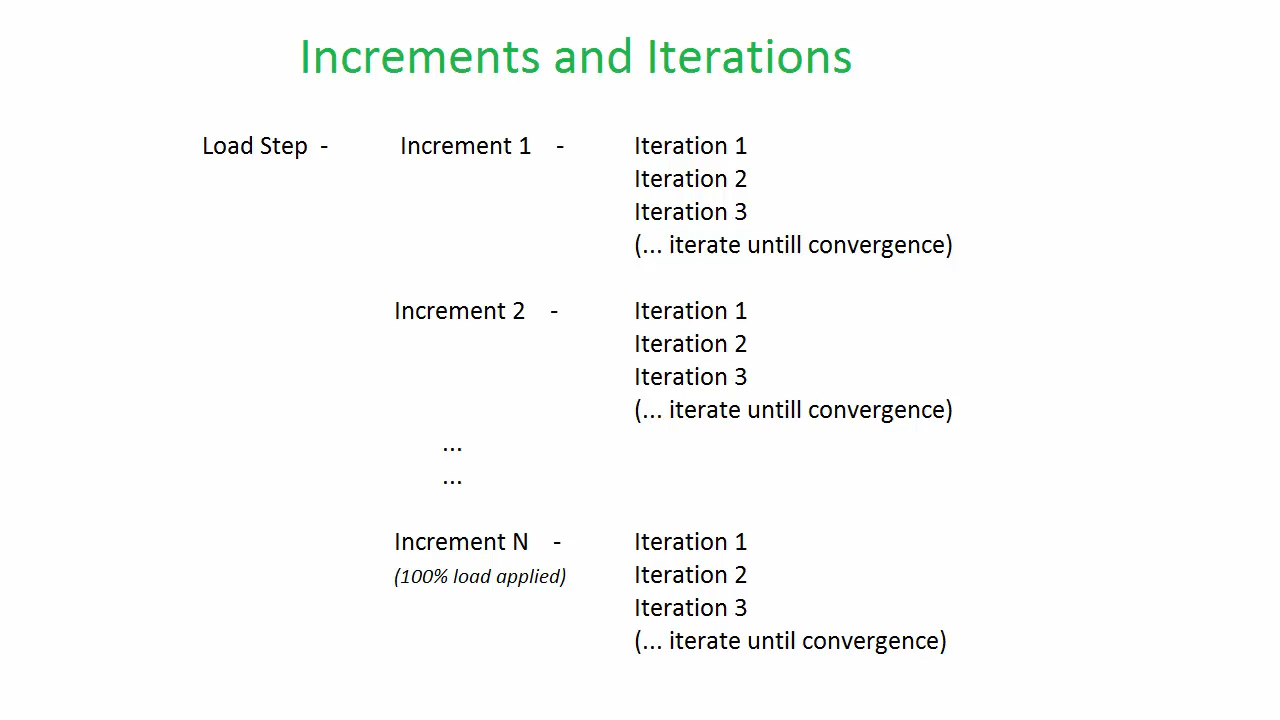 Increments and Iterations
Load Step - Increment 1 - Iteration 1
Iteration 2
Iteration 3
(... iterate untill convergence)
Increment 2 - Iteration 1
Iteration 2
Iteration 3
(... iterate untill convergence)
...
...
Increment N - Iteration 1
(100% load applied) Iteration 2
Iteration 3
(... iterate until convergence)